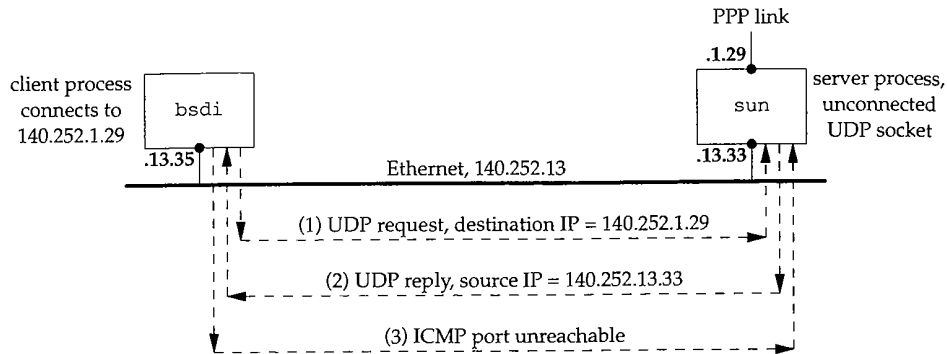 PPP link
.1.29
client process
connects to
140.252.1.29
bsdi
sun
server process,
unconnected
UDP socket
.13.35
.13.33
Ethernet, 140.252.13
(1) UDP request, destination IP = 140.252.1.29
(2) UDP reply, source IP = 140.252.13.33
(3) ICMP port unreachable